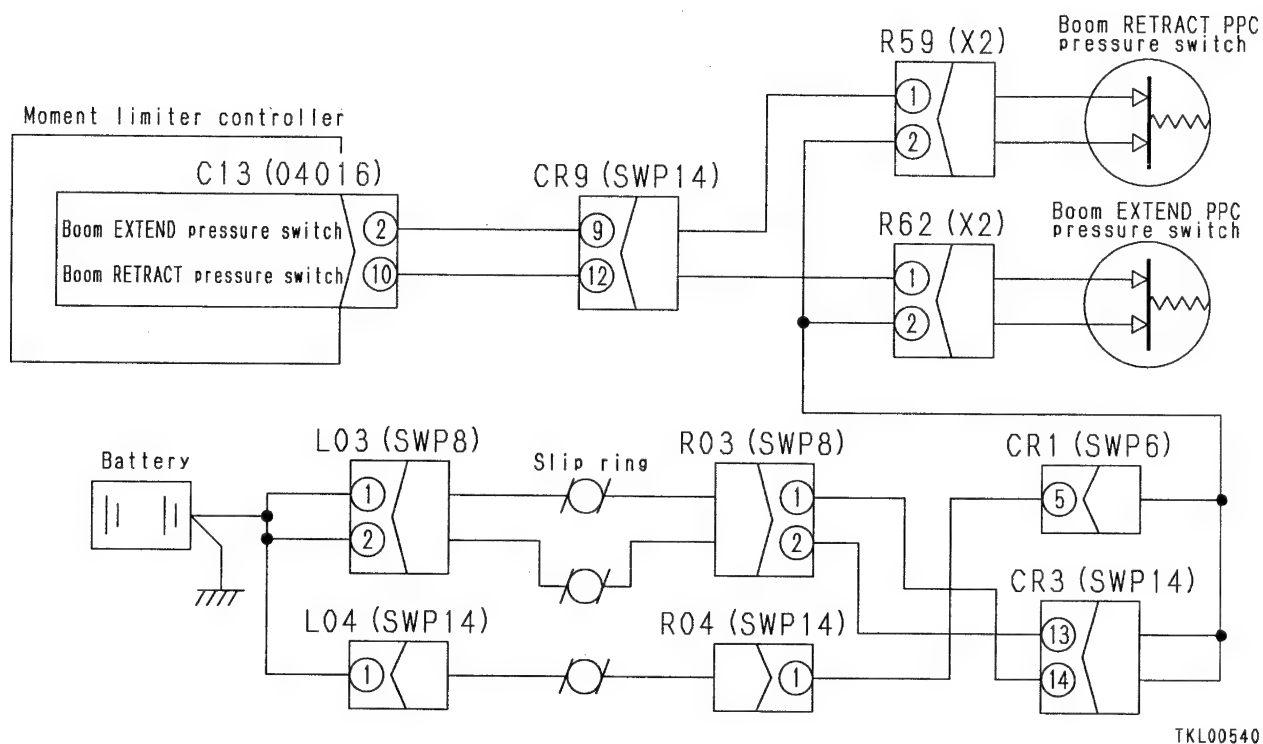 Boom RETRACT PPC
pressure switch
R59 (X2)
1
2
Moment limiter controller
C13 (04016)
CR9 (SWP14)
Boom EXTEND pressure switch
2
9
Boom RETRACT pressure switch
10
12
Boom EXTEND PPC
pressure switch
R62 (X2)
1
2
L03 (SWP8)
R03 (SWP8)
CR1 (SWP6)
Battery
Slip ring
1
2
1
2
5
CR3 (SWP14)
13
14
L04 (SWP14)
R04 (SWP14)
1
1
TKL00540